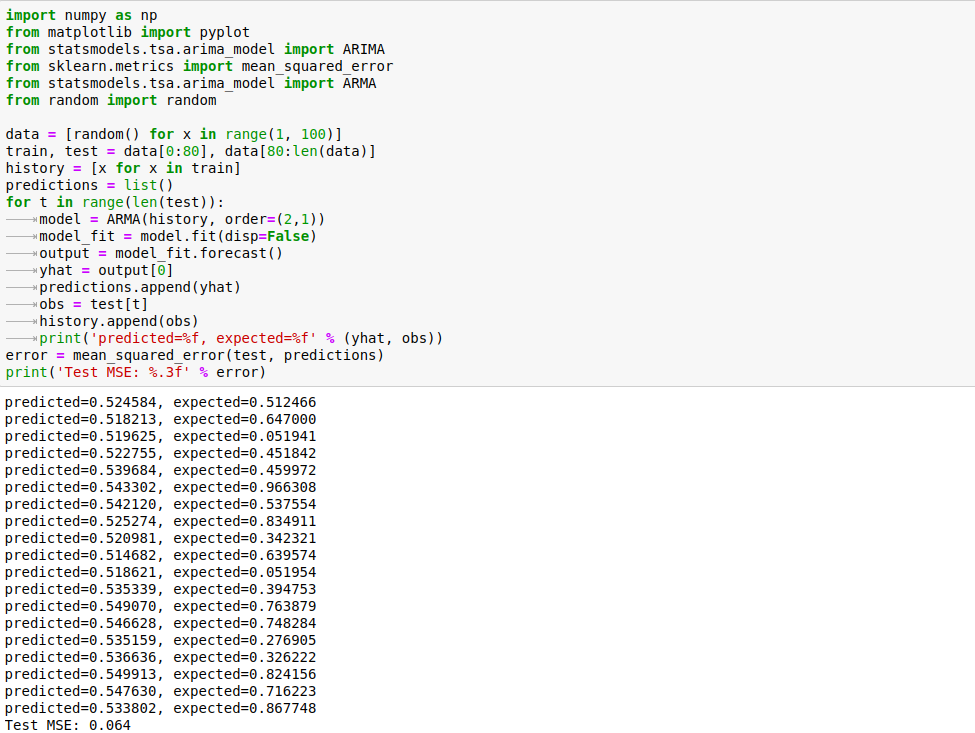 import numpy as np
from matplotlib import pyplot
from statsmodels.tsa.arima_model import ARIMA
from sklearn.metrics import mean_squared_error
from statsmodels.tsa.arima_model import ARMA
from random import random

data = [random() for x in range(1, 100)]
train, test = data[0:80], data[80:len(data)]
history = [x for x in train]
predictions = list()
for t in range(len(test)):
    model = ARMA(history, order=(2,1))
    model_fit = model.fit(disp=False)
    output = model_fit.forecast()
    yhat = output[0]
    predictions.append(yhat)
    obs = test[t]
    history.append(obs)
    print('predicted=%f, expected=%f' % (yhat, obs))
error = mean_squared_error(test, predictions)
print('Test MSE: %.3f' % error)
predicted=0.524584, expected=0.512466
predicted=0.518213, expected=0.647000
predicted=0.519625, expected=0.051941
predicted=0.522755, expected=0.451842
predicted=0.539684, expected=0.459972
predicted=0.543302, expected=0.966308
predicted=0.542120, expected=0.537554
predicted=0.525274, expected=0.834911
predicted=0.520981, expected=0.342321
predicted=0.514682, expected=0.639574
predicted=0.518621, expected=0.051954
predicted=0.535339, expected=0.394753
predicted=0.549070, expected=0.763879
predicted=0.546628, expected=0.748284
predicted=0.535159, expected=0.276905
predicted=0.536636, expected=0.326222
predicted=0.549913, expected=0.824156
predicted=0.547630, expected=0.716223
predicted=0.533802, expected=0.867748
Test MSE: 0.064